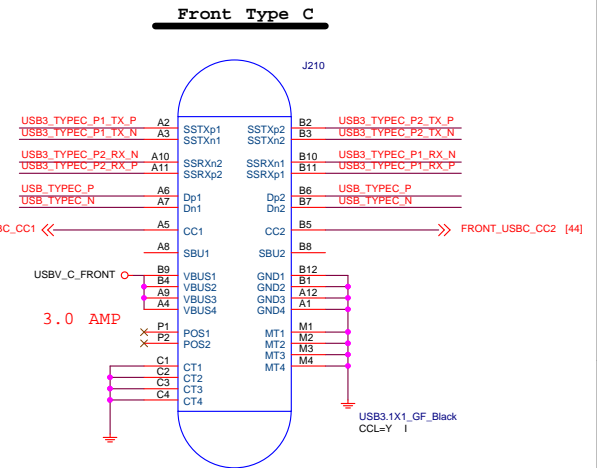 Front Type C
J210
USB3_TYPEC_P1_TX_P A2 SSTXp1 SSTXp2 B2 USB3_TYPEC_P2_TX_P
USB3_TYPEC_P1_TX_N A3 SSTXn1 SSTXn2 B3 USB3_TYPEC_P2_TX_N
USB3_TYPEC_P2_RX_N A10 SSRXn2 SSRXn1 B10 USB3_TYPEC_P1_RX_N
USB3_TYPEC_P2_RX_P A11 SSRXp2 SSRXp1 B11 USB3_TYPEC_P1_RX_P
USB_TYPEC_P A6 Dp1 Dp2 B6 USB_TYPEC_P
USB_TYPEC_N A7 Dn1 Dn2 B7 USB_TYPEC_N
BC_CC1 A5 CC1 CC2 B5 FRONT_USBC_CC2 [44]
A8 SBU1 SBU2 B8
USBV_C_FRONT B9 VBUS1 GND1 B12
B4 VBUS2 GND2 B1
A9 VBUS3 GND3 A12
A4 VBUS4 GND4 A1
3.0 AMP
P1 POS1 MT1 M1
P2 POS2 MT2 M2
MT3 M3
C1 CT1 MT4 M4
C2 CT2
C3 CT3
C4 CT4
USB3.1X1_GF_Black
CCL=Y I